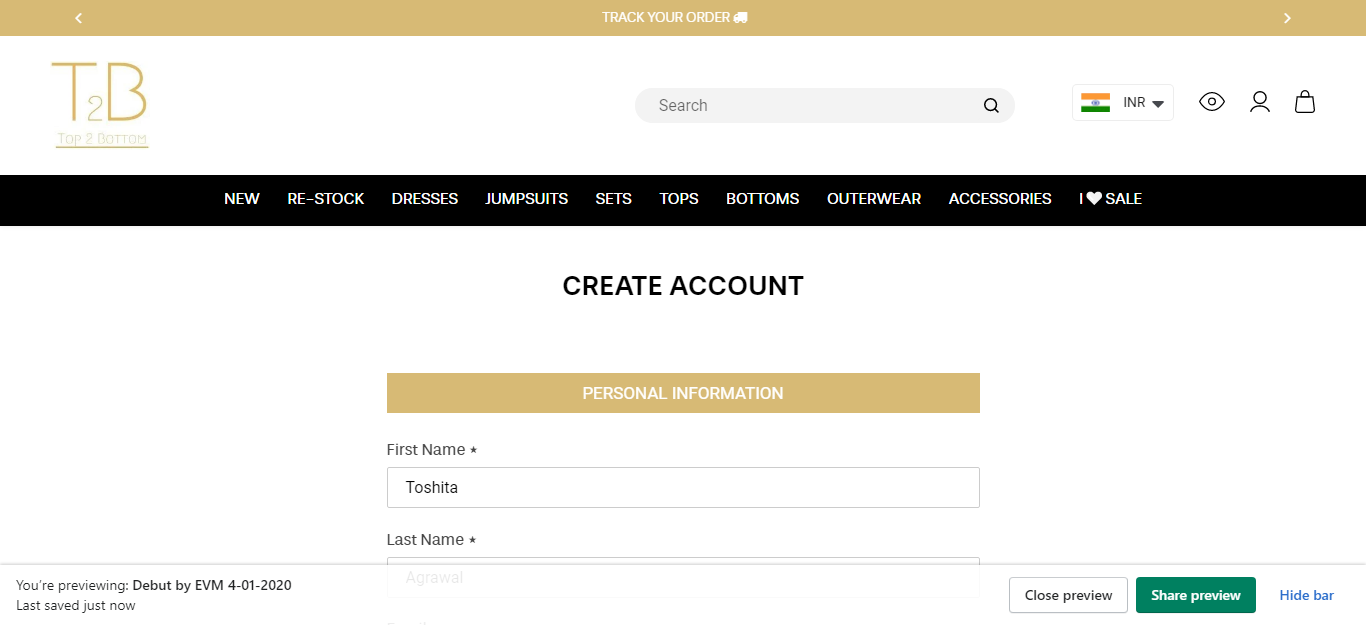 TRACK YOUR ORDER
T2B
Top 2 Bottom
Search
INR
NEW RE-STOCK DRESSES JUMPSUITS SETS TOPS BOTTOMS OUTERWEAR ACCESSORIES I SALE
CREATE ACCOUNT
PERSONAL INFORMATION
First Name *
Toshita
Last Name *
Agrawal
You're previewing: Debut by EVM 4-01-2020
Last saved just now
Close preview
Share preview
Hide bar